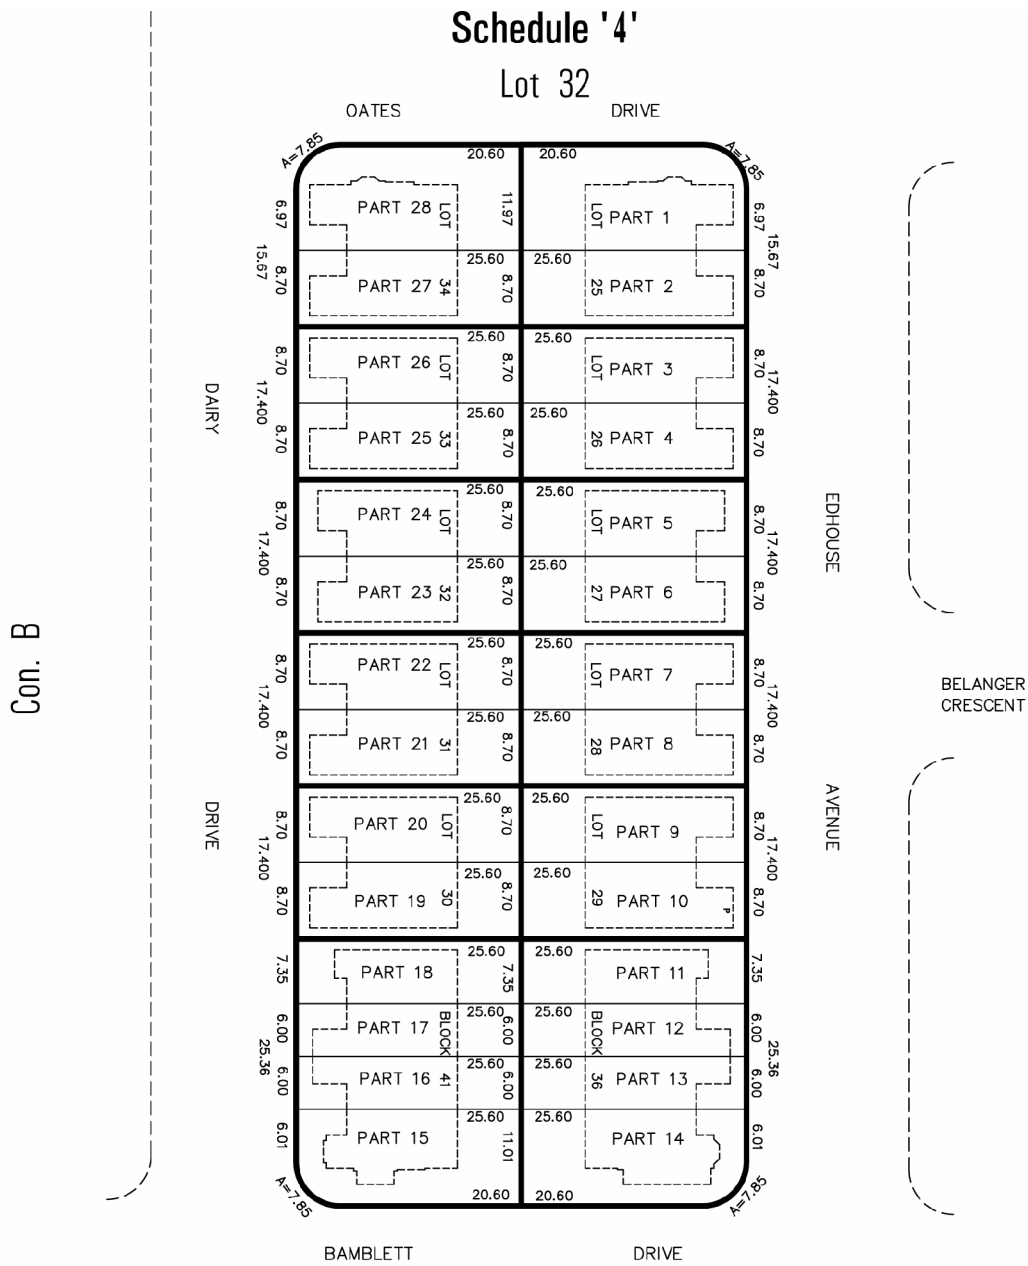 Schedule '4'
Lot 32
OATES DRIVE
A=7.85 20.60 20.60 A=7.85
6.97 PART 28 LOT 11.97 LOT PART 1 6.97
15.67 25.60 25.60 15.67
8.70 PART 27 34 8.70 25 PART 2 8.70
25.60 25.60
8.70 PART 26 LOT 8.70 LOT PART 3 8.70
17.400 25.60 25.60 17.400
DAIRY
8.70 PART 25 33 8.70 26 PART 4 8.70
25.60 25.60
8.70 PART 24 LOT 8.70 LOT PART 5 8.70
EDHOUSE
17.400 25.60 25.60 17.400
8.70 PART 23 32 8.70 27 PART 6 8.70
25.60 25.60
8.70 PART 22 LOT 8.70 LOT PART 7 8.70
Con. B
BELANGER
CRESCENT
17.400 25.60 25.60 17.400
8.70 PART 21 31 8.70 28 PART 8 8.70
25.60 25.60
8.70 PART 20 LOT 8.70 LOT PART 9 8.70
DRIVE
AVENUE
17.400 25.60 25.60 17.400
8.70 PART 19 30 8.70 29 PART 10 P 8.70
25.60 25.60
7.35 PART 18 7.35 PART 11 7.35
25.60 25.60
6.00 PART 17 BLOCK 6.00 BLOCK PART 12 6.00
25.36 25.60 25.60 25.36
6.00 PART 16 41 6.00 36 PART 13 6.00
25.60 25.60
6.01 PART 15 11.01 PART 14 6.01
A=7.85 20.60 20.60 A=7.85
BAMBLETT DRIVE